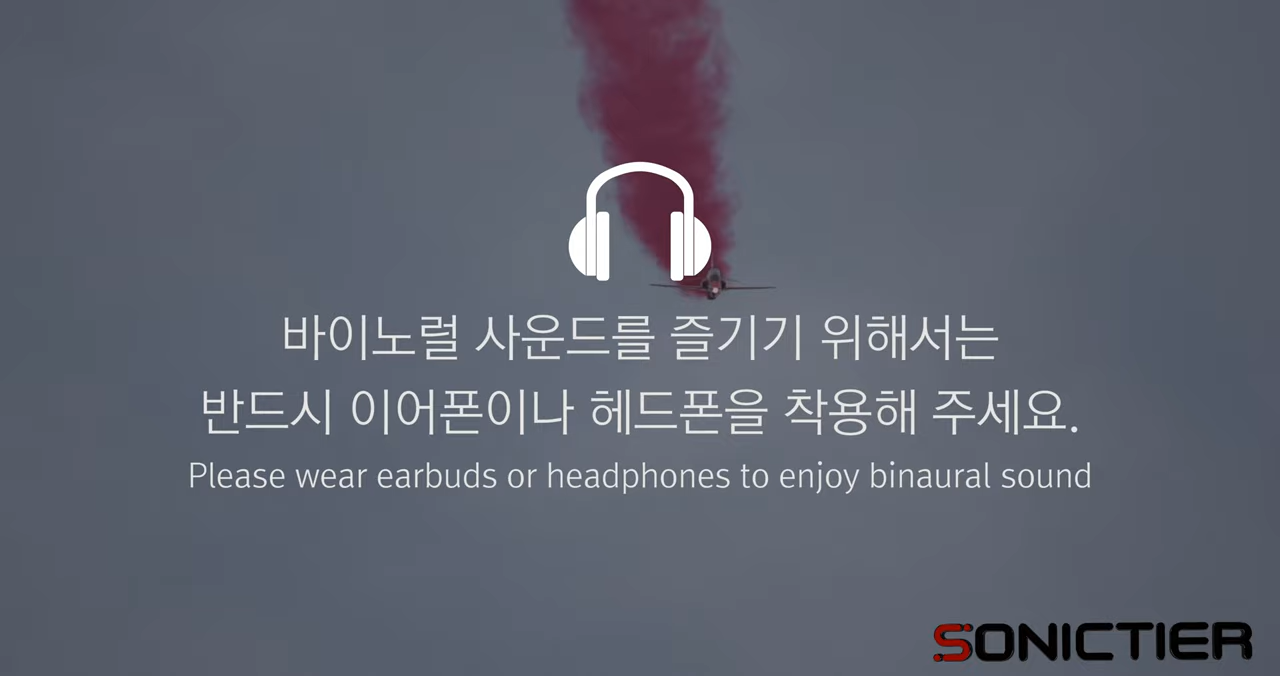 바이노럴 사운드를 즐기기 위해서는
반드시 이어폰이나 헤드폰을 착용해 주세요.
Please wear earbuds or headphones to enjoy binaural sound
SONICTIER